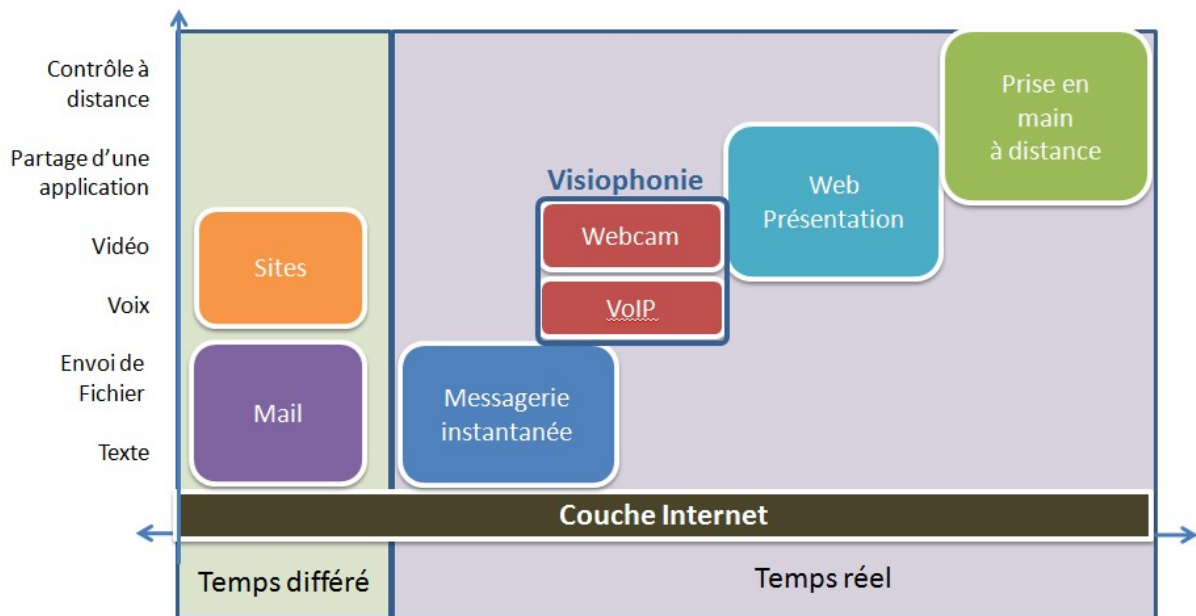 Contrôle à
distance
Partage d'une
application
Vidéo
Voix
Envoi de
Fichier
Texte
Sites
Mail
Messagerie
instantanée
Visiophonie
Webcam
VoIP
Web
Présentation
Prise en
main
à distance
Couche Internet
Temps différé
Temps réel